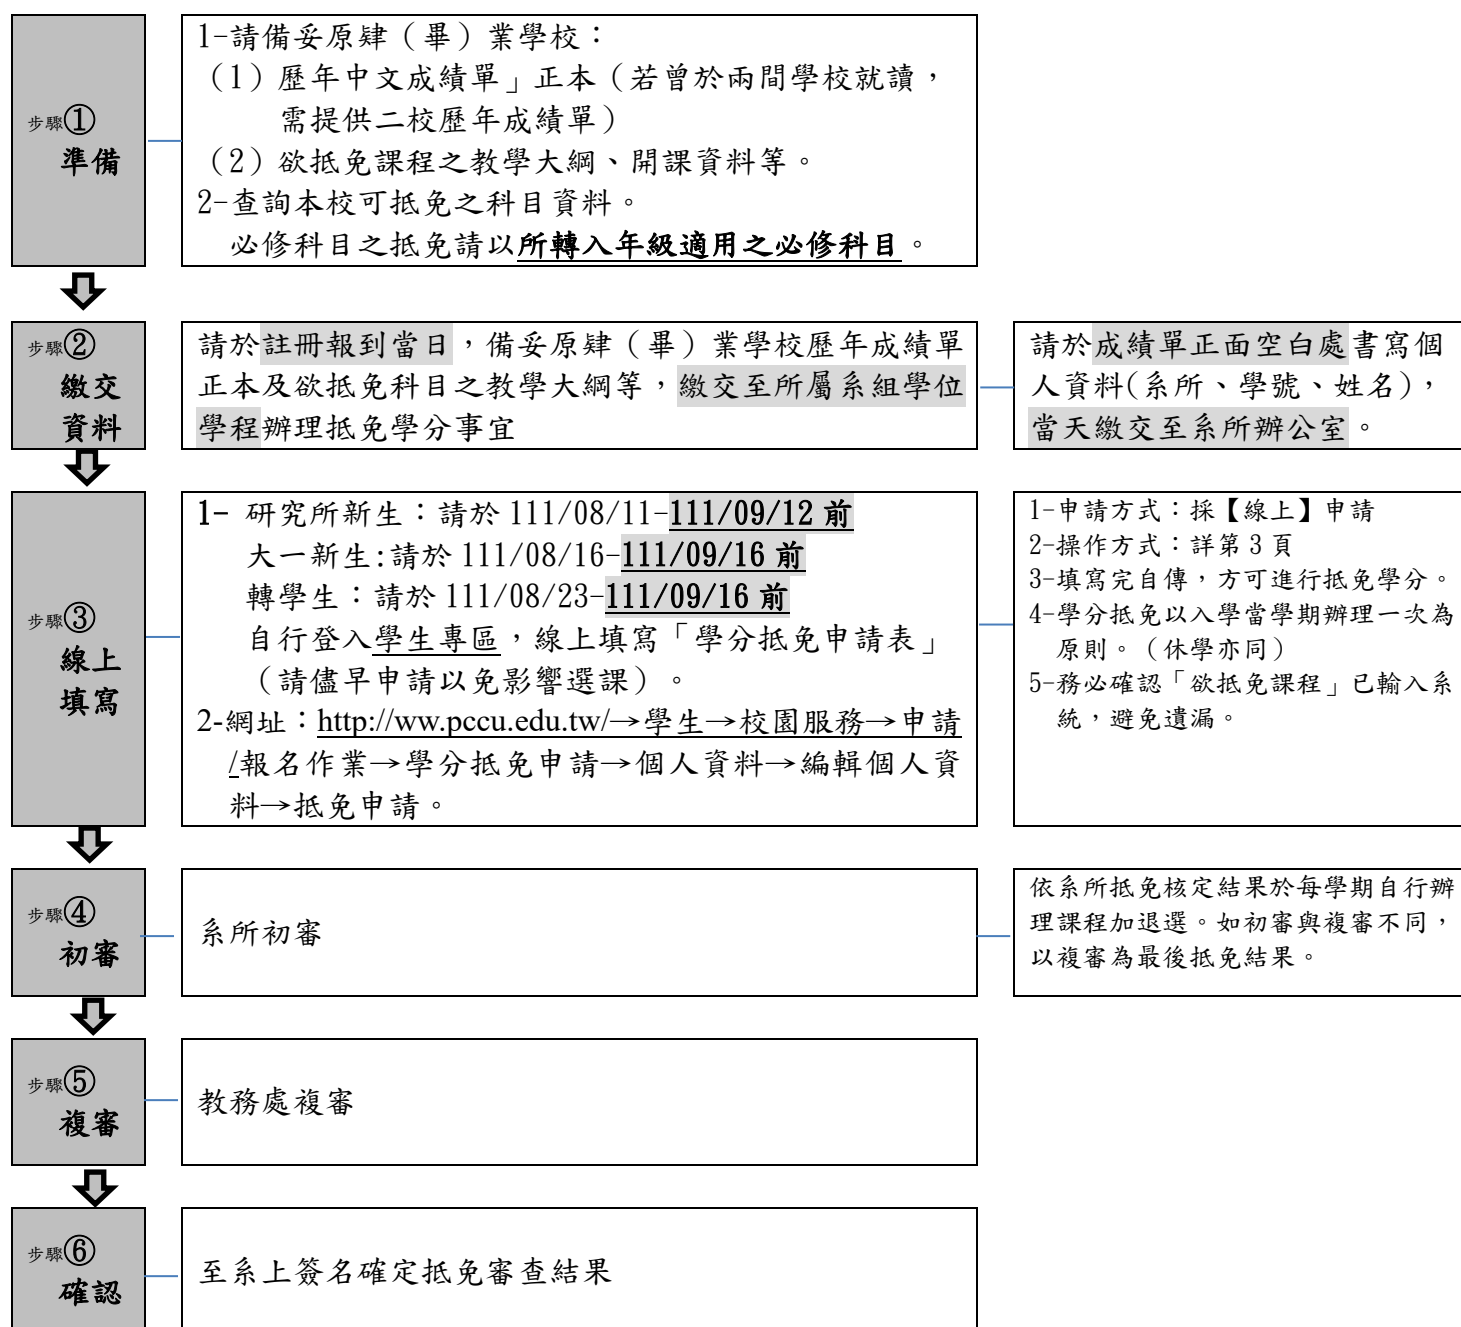 步驟①
準備
1-請備妥原肄（畢）業學校：
（1）歷年中文成績單」正本（若曾於兩間學校就讀，
需提供二校歷年成績單）
（2）欲抵免課程之教學大綱、開課資料等。
2-查詢本校可抵免之科目資料。
必修科目之抵免請以所轉入年級適用之必修科目。
步驟②
繳交
資料
請於註冊報到當日，備妥原肄（畢）業學校歷年成績單
正本及欲抵免科目之教學大綱等，繳交至所屬系組學位
學程辦理抵免學分事宜
請於成績單正面空白處書寫個
人資料(系所、學號、姓名)，
當天繳交至系所辦公室。
步驟③
線上
填寫
1- 研究所新生：請於 111/08/11-111/09/12 前
大一新生:請於 111/08/16-111/09/16 前
轉學生：請於 111/08/23-111/09/16 前
自行登入學生專區，線上填寫「學分抵免申請表」
（請儘早申請以免影響選課）。
2-網址：http://ww.pccu.edu.tw/→學生→校園服務→申請
/報名作業→學分抵免申請→個人資料→編輯個人資
料→抵免申請。
1-申請方式：採【線上】申請
2-操作方式：詳第 3 頁
3-填寫完自傳，方可進行抵免學分。
4-學分抵免以入學當學期辦理一次為
原則。（休學亦同）
5-務必確認「欲抵免課程」已輸入系
統，避免遺漏。
步驟④
初審
系所初審
依系所抵免核定結果於每學期自行辦
理課程加退選。如初審與複審不同，
以複審為最後抵免結果。
步驟⑤
複審
教務處複審
步驟⑥
確認
至系上簽名確定抵免審查結果